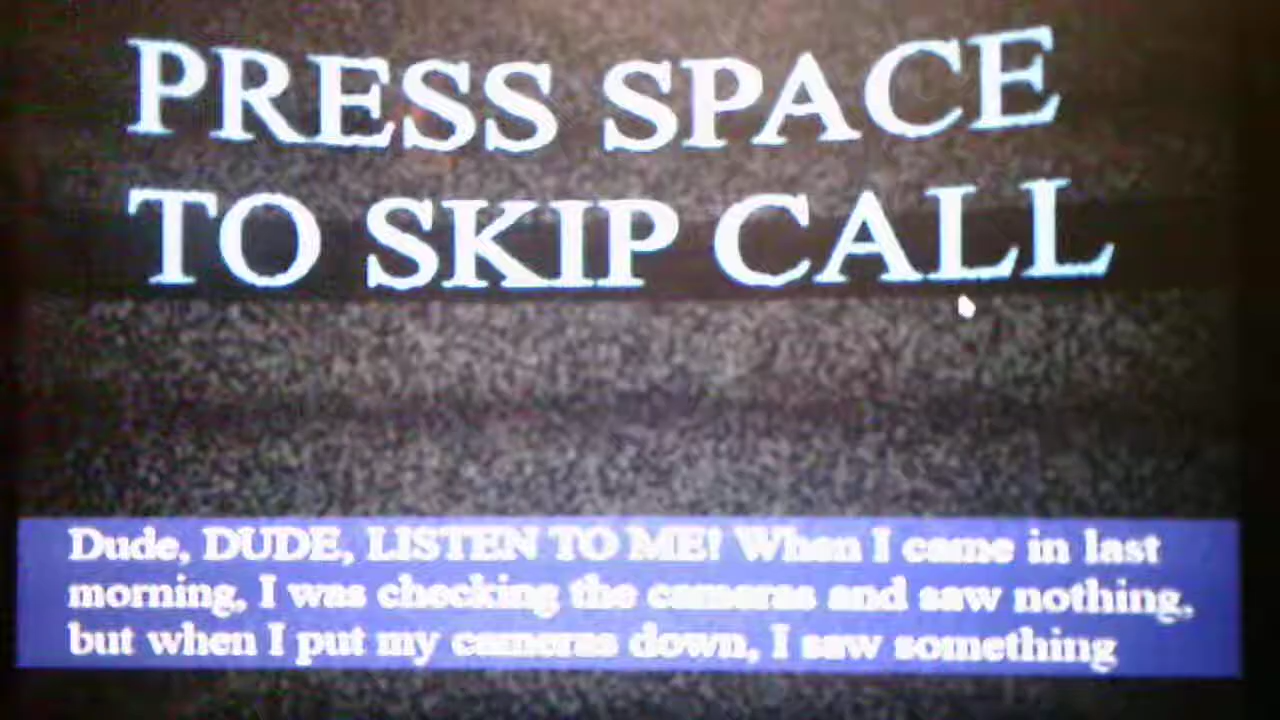 PRESS SPACE
TO SKIP CALL
Dude, DUDE, LISTEN TO ME! When I came in last
morning, I was checking the cameras and saw nothing,
but when I put my cameras down, I saw something